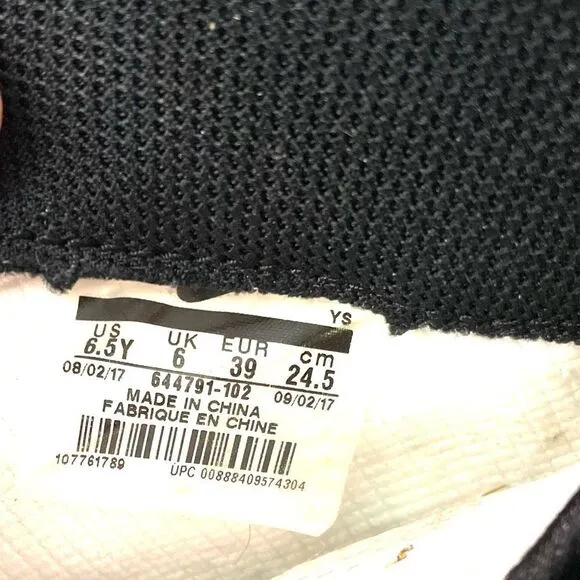 YS
US UK EUR cm
6.5Y 6 39 24.5
08/02/17 644791-102 09/02/17
MADE IN CHINA
FABRIQUE EN CHINE
107761789 UPC 00888409574304